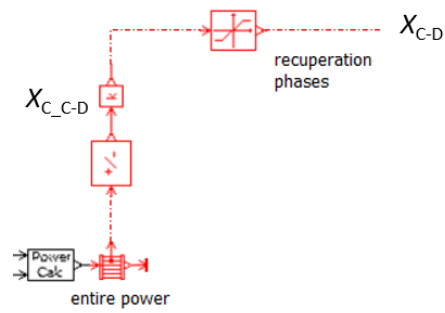 X_C-D
recuperation
phases
X_C_C-D
k
+/-
Power
Calc
entire power